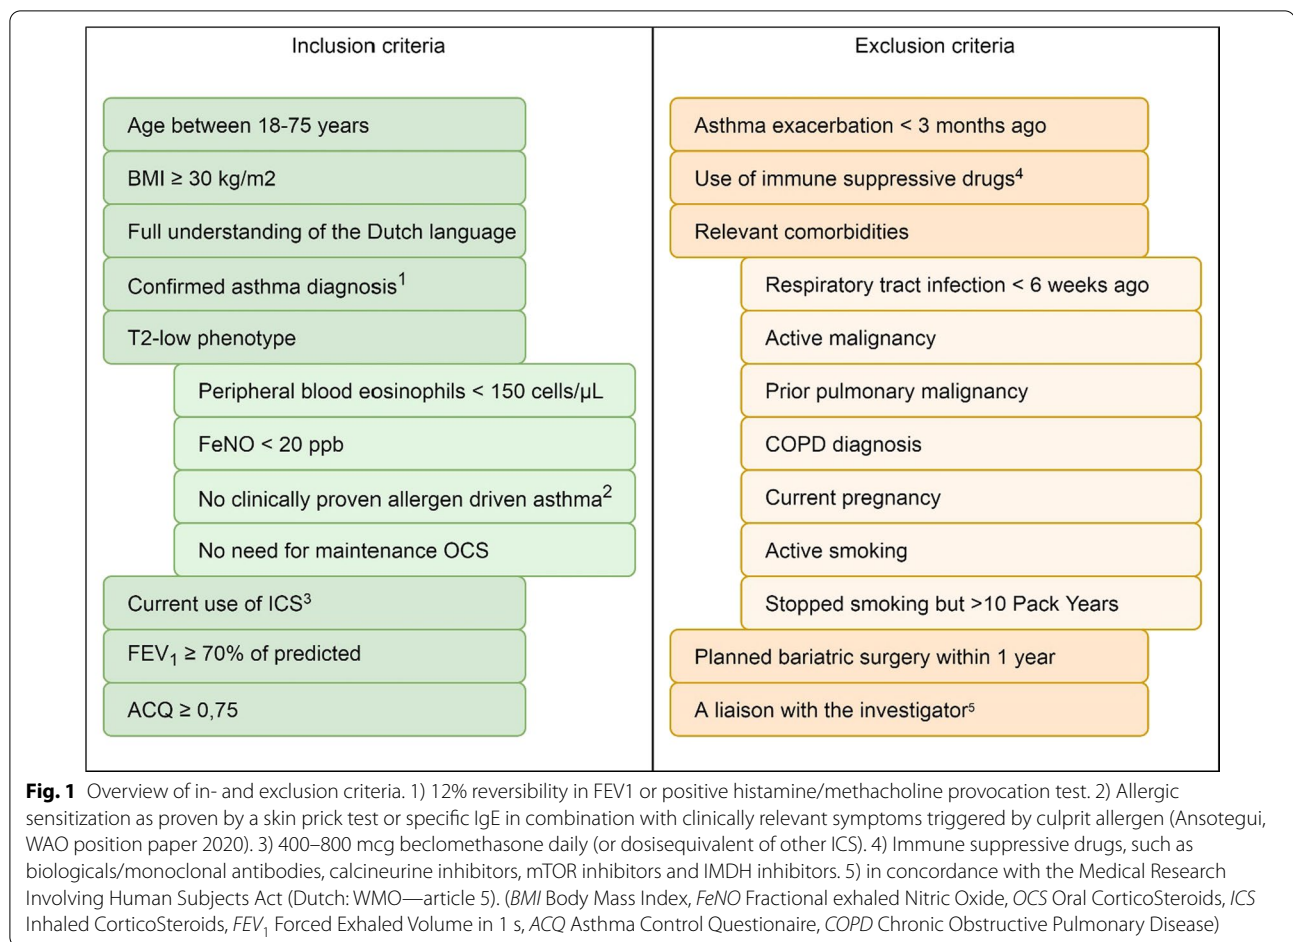 Inclusion criteria
Age between 18-75 years
BMI ≥ 30 kg/m2
Full understanding of the Dutch language
Confirmed asthma diagnosis1
T2-low phenotype
Peripheral blood eosinophils < 150 cells/µL
FeNO < 20 ppb
No clinically proven allergen driven asthma2
No need for maintenance OCS
Current use of ICS3
FEV1 ≥ 70% of predicted
ACQ ≥ 0,75
Exclusion criteria
Asthma exacerbation < 3 months ago
Use of immune suppressive drugs4
Relevant comorbidities
Respiratory tract infection < 6 weeks ago
Active malignancy
Prior pulmonary malignancy
COPD diagnosis
Current pregnancy
Active smoking
Stopped smoking but >10 Pack Years
Planned bariatric surgery within 1 year
A liaison with the investigator5
Fig. 1 Overview of in- and exclusion criteria. 1) 12% reversibility in FEV1 or positive histamine/methacholine provocation test. 2) Allergic
sensitization as proven by a skin prick test or specific IgE in combination with clinically relevant symptoms triggered by culprit allergen (Ansotegui,
WAO position paper 2020). 3) 400–800 mcg beclomethasone daily (or dosisequivalent of other ICS). 4) Immune suppressive drugs, such as
biologicals/monoclonal antibodies, calcineurine inhibitors, mTOR inhibitors and IMDH inhibitors. 5) in concordance with the Medical Research
Involving Human Subjects Act (Dutch: WMO—article 5). (BMI Body Mass Index, FeNO Fractional exhaled Nitric Oxide, OCS Oral CorticoSteroids, ICS
Inhaled CorticoSteroids, FEV1 Forced Exhaled Volume in 1 s, ACQ Asthma Control Questionaire, COPD Chronic Obstructive Pulmonary Disease)